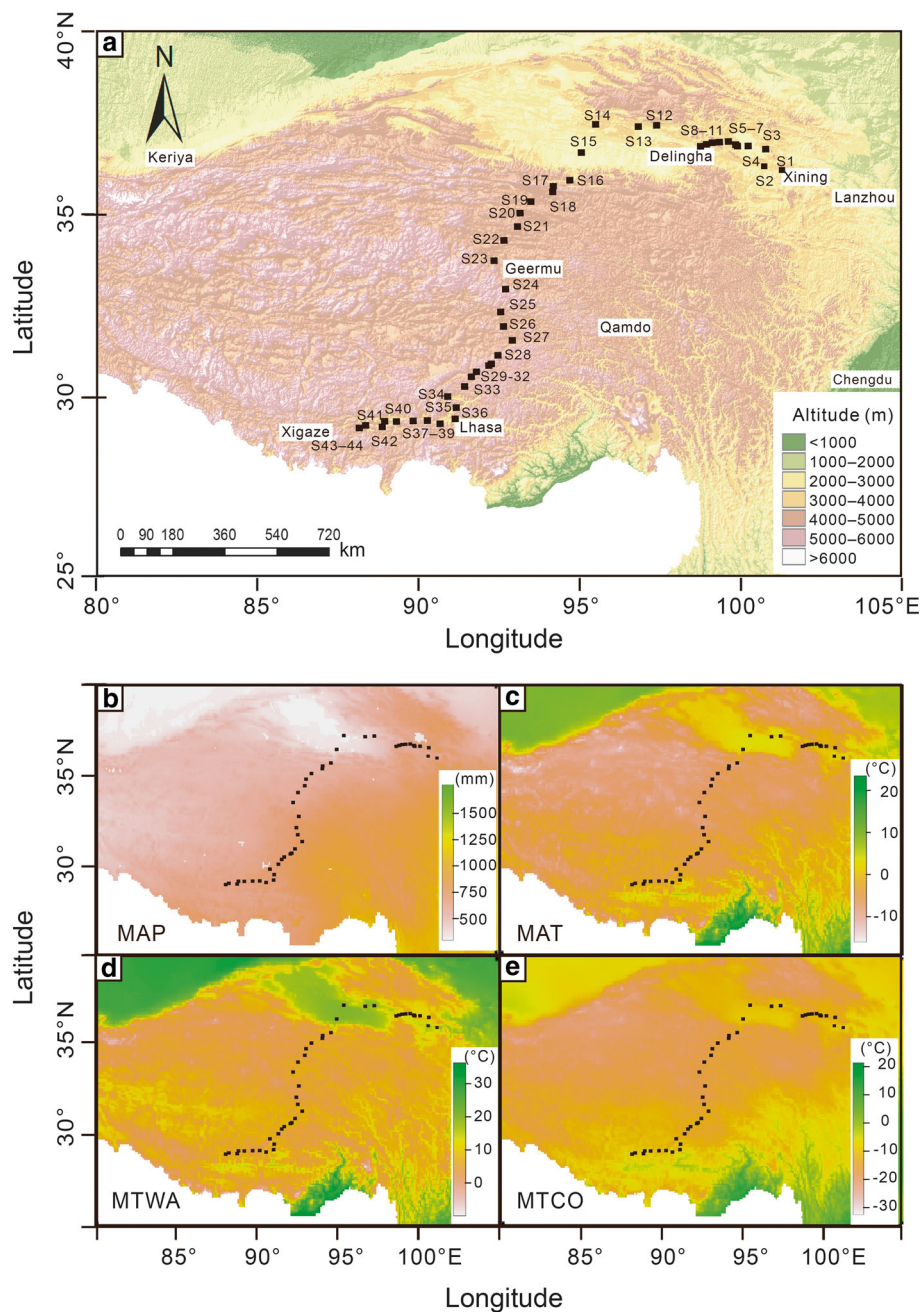 a
40°N
N
Keriya
S14
S12
S8–11
S5–7
S3
S15
S13
Delingha
S4
S1
S2
Xining
Lanzhou
S17
S16
S19
S18
35°
S20
S21
S22
S23
Geermu
S24
S25
S26
Qamdo
S27
S28
S29-32
Chengdu
30°
S34
S33
S41
S40
S35
S36
Xigaze
S37–39
Lhasa
S43–44
S42
Altitude (m)
<1000
1000–2000
2000–3000
3000–4000
4000–5000
5000–6000
>6000
0 90 180 360 540 720
km
25°
80° 85° 90° 95° 100° 105°E
Latitude
Longitude
b
(mm)
1500
1250
1000
750
500
MAP
c
(°C)
20
10
0
−10
MAT
35°N
30°
d
(°C)
30
20
10
0
MTWA
e
(°C)
20
10
0
−10
−20
−30
MTCO
35°N
30°
85° 90° 95° 100°E
85° 90° 95° 100°E
Latitude
Longitude